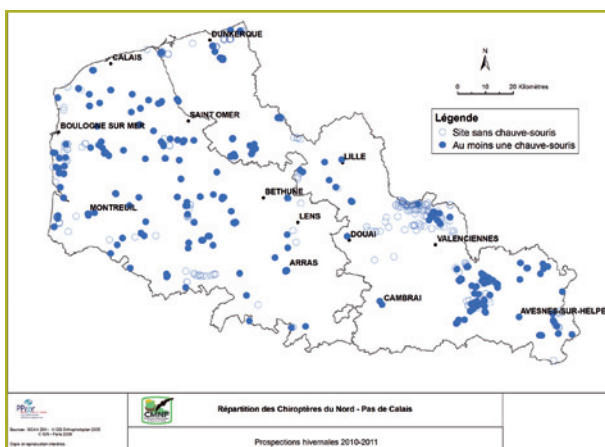 DUNKERQUE
CALAIS
N
0 10 20 Kilomètres
SAINT OMER
Légende
Site sans chauve-souris
Au moins une chauve-souris
BOULOGNE SUR MER
LILLE
BETHUNE
MONTREUIL
LENS
DOUAI
VALENCIENNES
ARRAS
CAMBRAI
AVESNES-SUR-HELPE
CMNP
Répartition des Chiroptères du Nord - Pas de Calais
Prospections hivernales 2010-2011